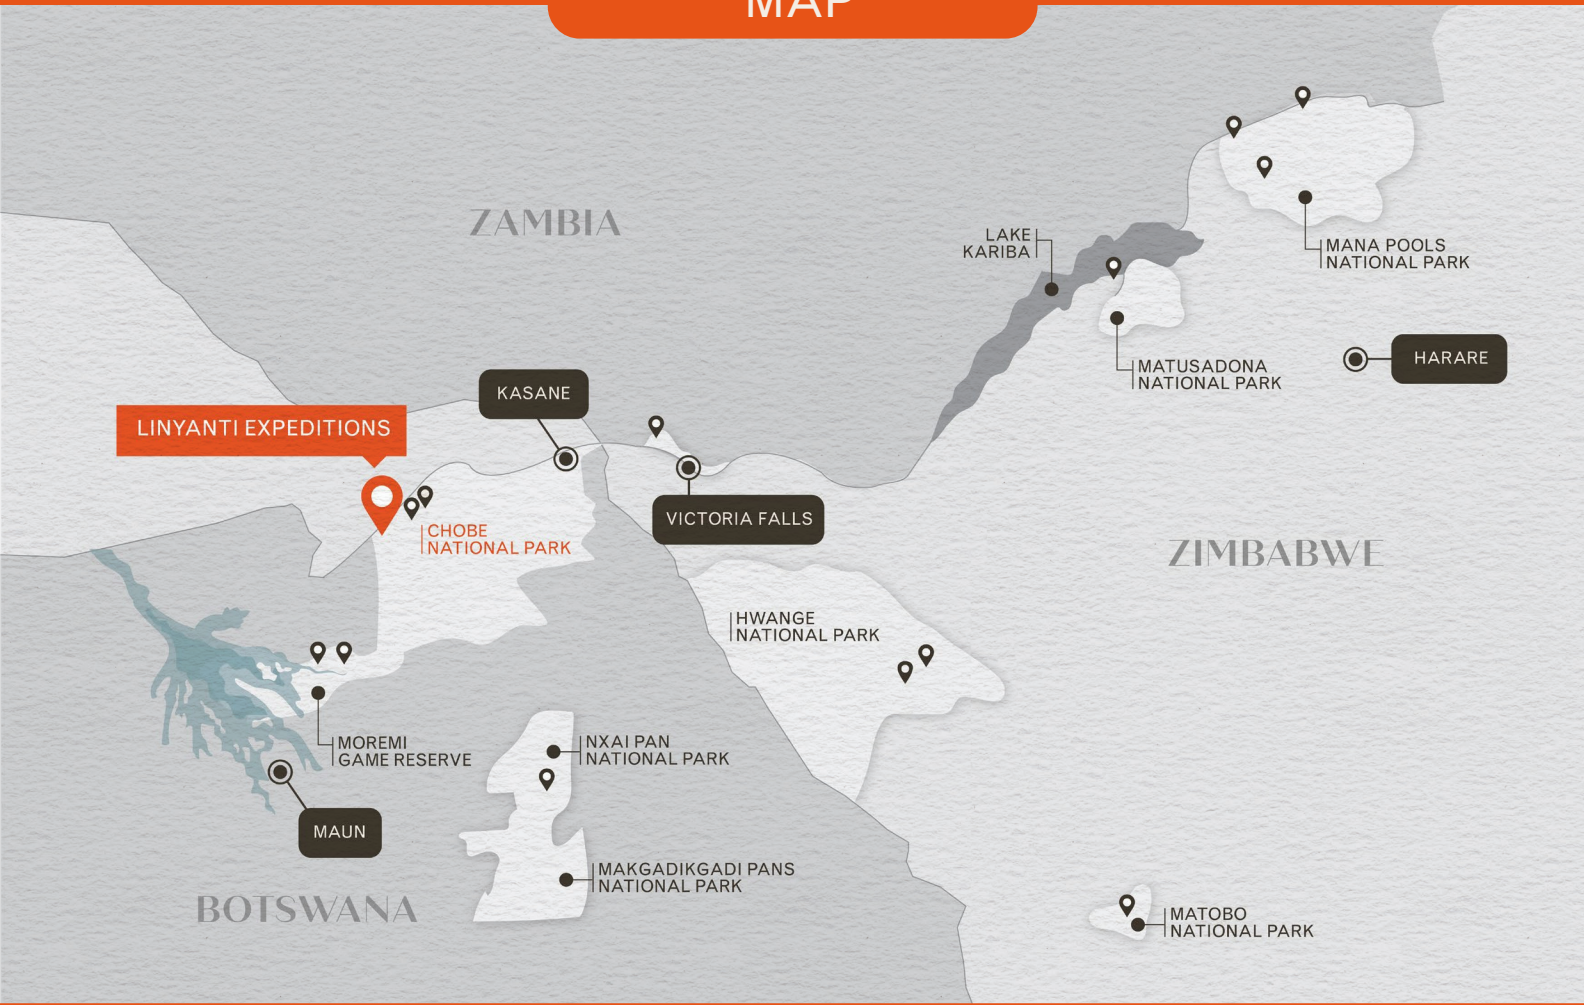 MAP
ZAMBIA
LAKE
KARIBA
MANA POOLS
NATIONAL PARK
MATUSADONA
NATIONAL PARK
HARARE
KASANE
LINYANTI EXPEDITIONS
VICTORIA FALLS
CHOBE
NATIONAL PARK
ZIMBABWE
HWANGE
NATIONAL PARK
MOREMI
GAME RESERVE
NXAI PAN
NATIONAL PARK
MAUN
MAKGADIKGADI PANS
NATIONAL PARK
BOTSWANA
MATOBO
NATIONAL PARK